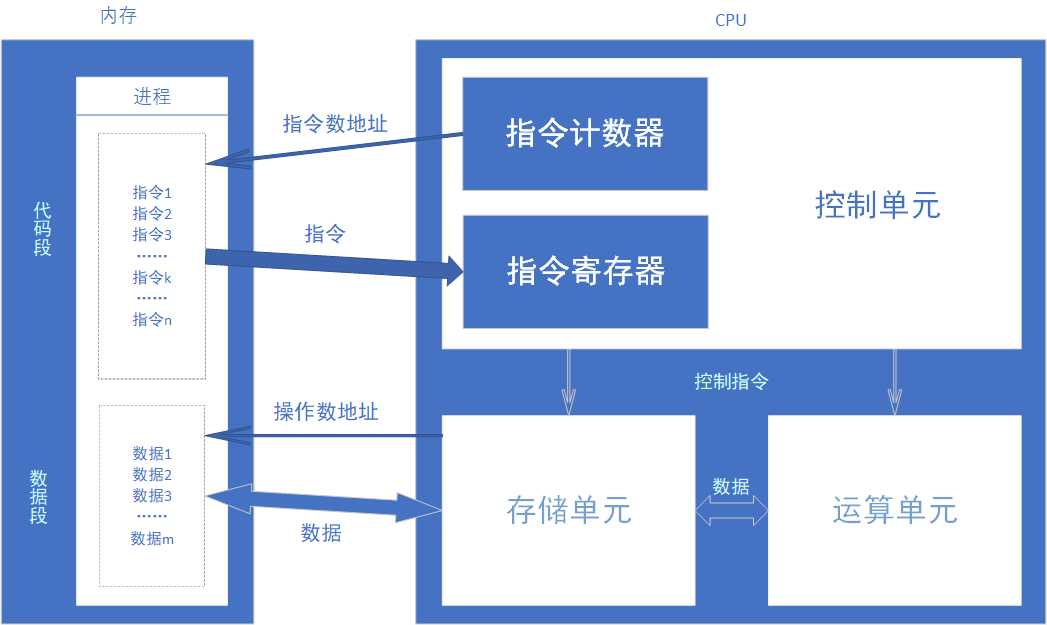 内存
CPU
进程
指令数地址
指令计数器
控制单元
代码段
指令1
指令2
指令3
……
指令k
……
指令n
指令
指令寄存器
控制指令
操作数地址
数据段
数据1
数据2
数据3
……
数据m
数据
存储单元
数据
运算单元